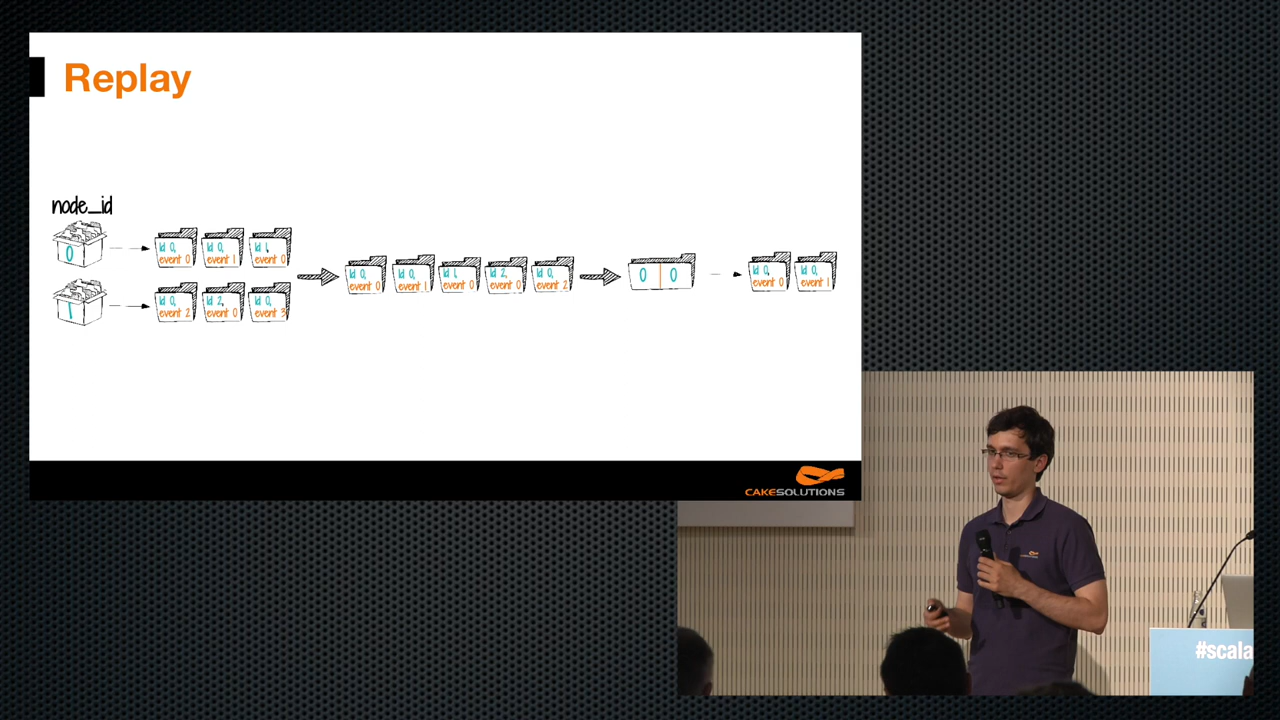 Replay
node_id
0
id 0,
event 0
id 0,
event 1
id 1,
event 0
1
id 0,
event 2
id 2,
event 0
id 0,
event 3
id 0,
event 0
id 0,
event 1
id 1,
event 0
id 2,
event 0
id 0,
event 2
0 0
id 0,
event 0
id 0,
event 1
CAKESOLUTIONS
#scala